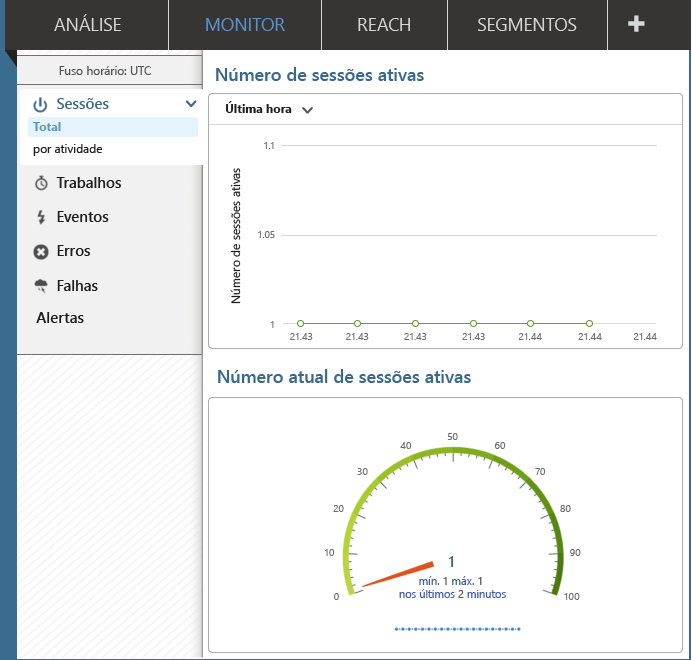 ANÁLISE MONITOR REACH SEGMENTOS
Fuso horário: UTC
Sessões
Total
por atividade
Trabalhos
Eventos
Erros
Falhas
Alertas
Número de sessões ativas
Última hora
Número de sessões ativas
1.1
1.05
1
21.43 21.43 21.43 21.43 21.44 21.44 21.44
Número atual de sessões ativas
0
10
20
30
40
50
60
70
80
90
100
1
mín. 1 máx. 1
nos últimos 2 minutos